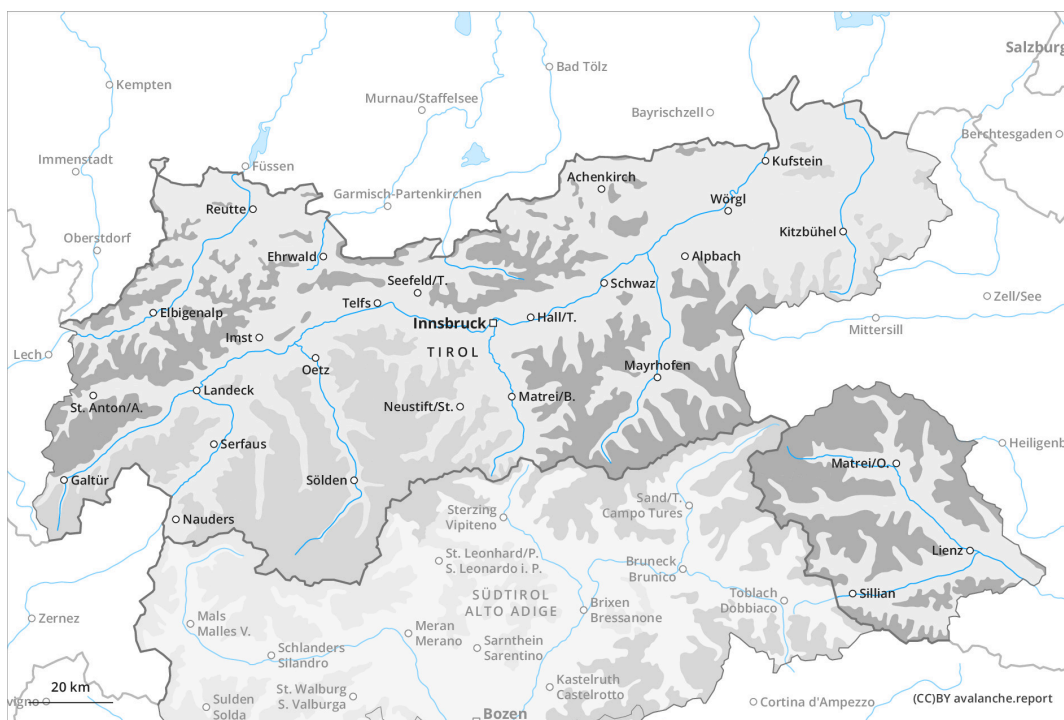 Salzburg
Kempten
Bad Tölz
Murnau/Staffelsee
Bayrischzell
Berchtesgaden
Immenstadt
Füssen
Kufstein
Garmisch-Partenkirchen
Achenkirch
Reutte
Wörgl
Oberstdorf
Kitzbühel
Ehrwald
Alpbach
Seefeld/T.
Schwaz
Zell/See
Telfs
Elbigenalp
Innsbruck
Hall/T.
Mittersill
Imst
TIROL
Lech
Oetz
Mayrhofen
Landeck
St. Anton/A.
Neustift/St.
Matrei/B.
Serfaus
Heiligenb
Matrei/O.
Galtür
Sölden
Sand/T.
Campo Tures
Sterzing
Vipiteno
Nauders
St. Leonhard/P.
S. Leonardo i. P.
Lienz
Bruneck
Brunico
SÜDTIROL
ALTO ADIGE
Toblach
Dobbiaco
Sillian
Brixen
Bressanone
Zernez
Mals
Malles V.
Meran
Merano
Sarnthein
Sarentino
Schlanders
Silandro
20 km
vigno
Sulden
Solda
St. Walburg
S. Valburga
Kastelruth
Castelrotto
Cortina d'Ampezzo
(CC)BY avalanche.report
Bozen